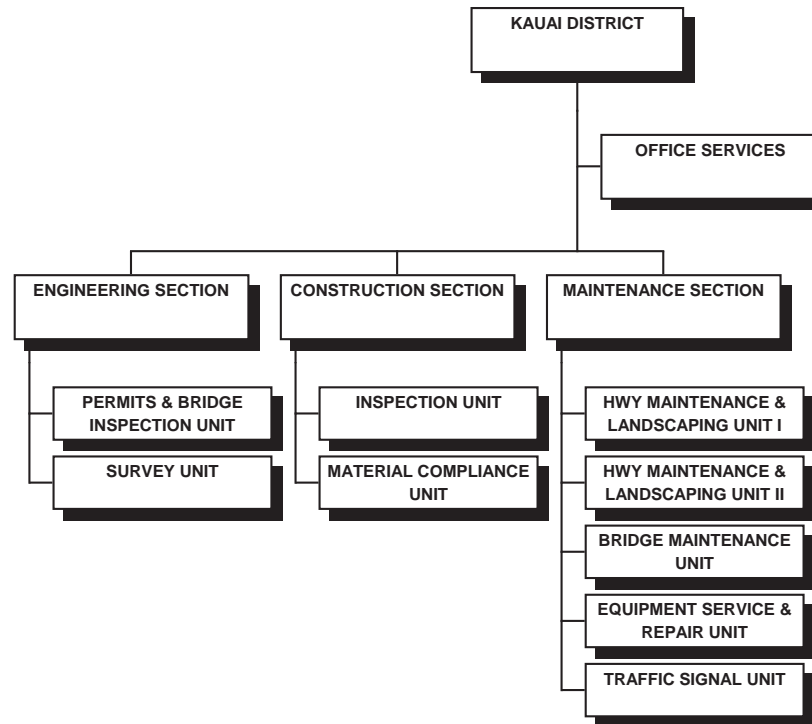 KAUAI DISTRICT
OFFICE SERVICES
ENGINEERING SECTION
CONSTRUCTION SECTION
MAINTENANCE SECTION
PERMITS & BRIDGE
INSPECTION UNIT
SURVEY UNIT
INSPECTION UNIT
MATERIAL COMPLIANCE
UNIT
HWY MAINTENANCE &
LANDSCAPING UNIT I
HWY MAINTENANCE &
LANDSCAPING UNIT II
BRIDGE MAINTENANCE
UNIT
EQUIPMENT SERVICE &
REPAIR UNIT
TRAFFIC SIGNAL UNIT